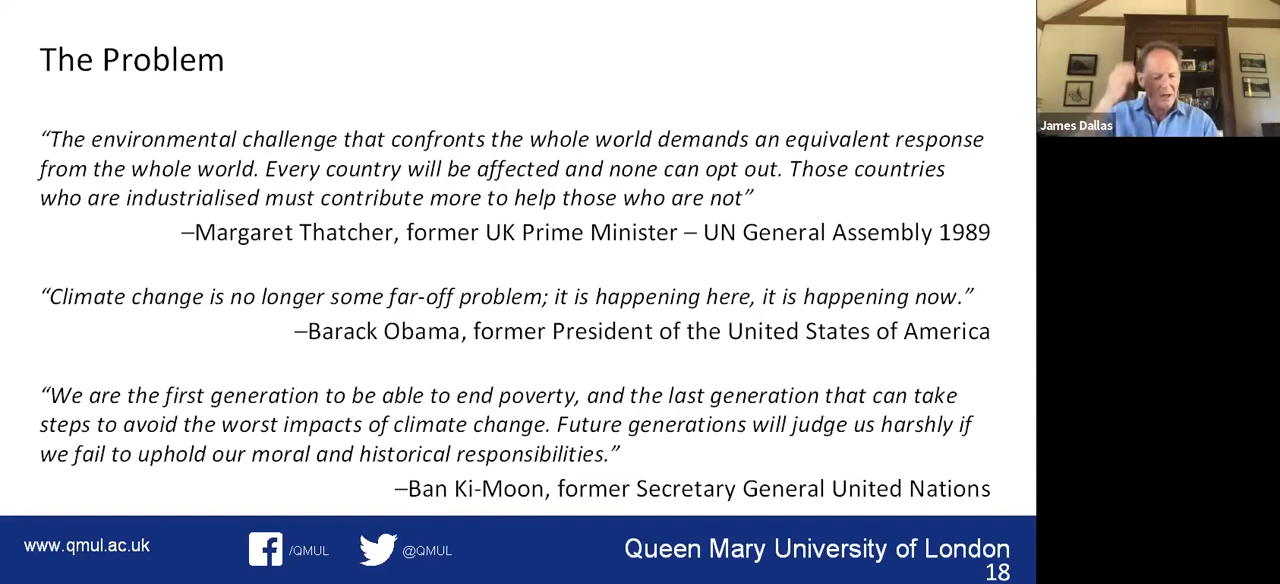 The Problem
“The environmental challenge that confronts the whole world demands an equivalent response
from the whole world. Every country will be affected and none can opt out. Those countries
who are industrialised must contribute more to help those who are not”
–Margaret Thatcher, former UK Prime Minister – UN General Assembly 1989
“Climate change is no longer some far-off problem; it is happening here, it is happening now.”
–Barack Obama, former President of the United States of America
“We are the first generation to be able to end poverty, and the last generation that can take
steps to avoid the worst impacts of climate change. Future generations will judge us harshly if
we fail to uphold our moral and historical responsibilities.”
–Ban Ki-Moon, former Secretary General United Nations
www.qmul.ac.uk
/QMUL
@QMUL
Queen Mary University of London
18
James Dallas